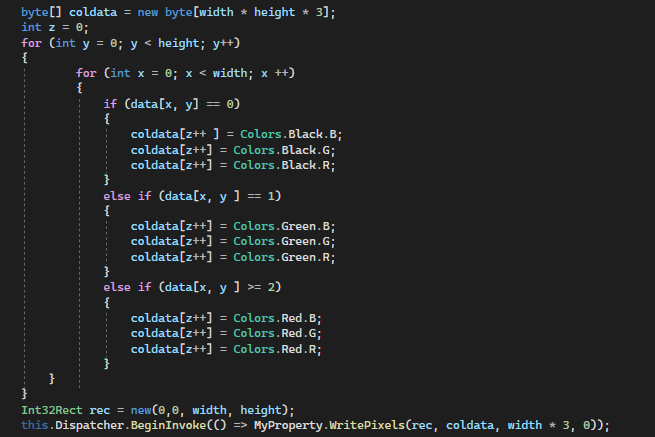 byte[] coldata = new byte[width * height * 3];
int z = 0;
for (int y = 0; y < height; y++)
{
for (int x = 0; x < width; x ++)
{
if (data[x, y] == 0)
{
coldata[z++ ] = Colors.Black.B;
coldata[z++] = Colors.Black.G;
coldata[z++] = Colors.Black.R;
}
else if (data[x, y ] == 1)
{
coldata[z++] = Colors.Green.B;
coldata[z++] = Colors.Green.G;
coldata[z++] = Colors.Green.R;
}
else if (data[x, y ] >= 2)
{
coldata[z++] = Colors.Red.B;
coldata[z++] = Colors.Red.G;
coldata[z++] = Colors.Red.R;
}
}
}
Int32Rect rec = new(0,0, width, height);
this.Dispatcher.BeginInvoke(() => MyProperty.WritePixels(rec, coldata, width * 3, 0));